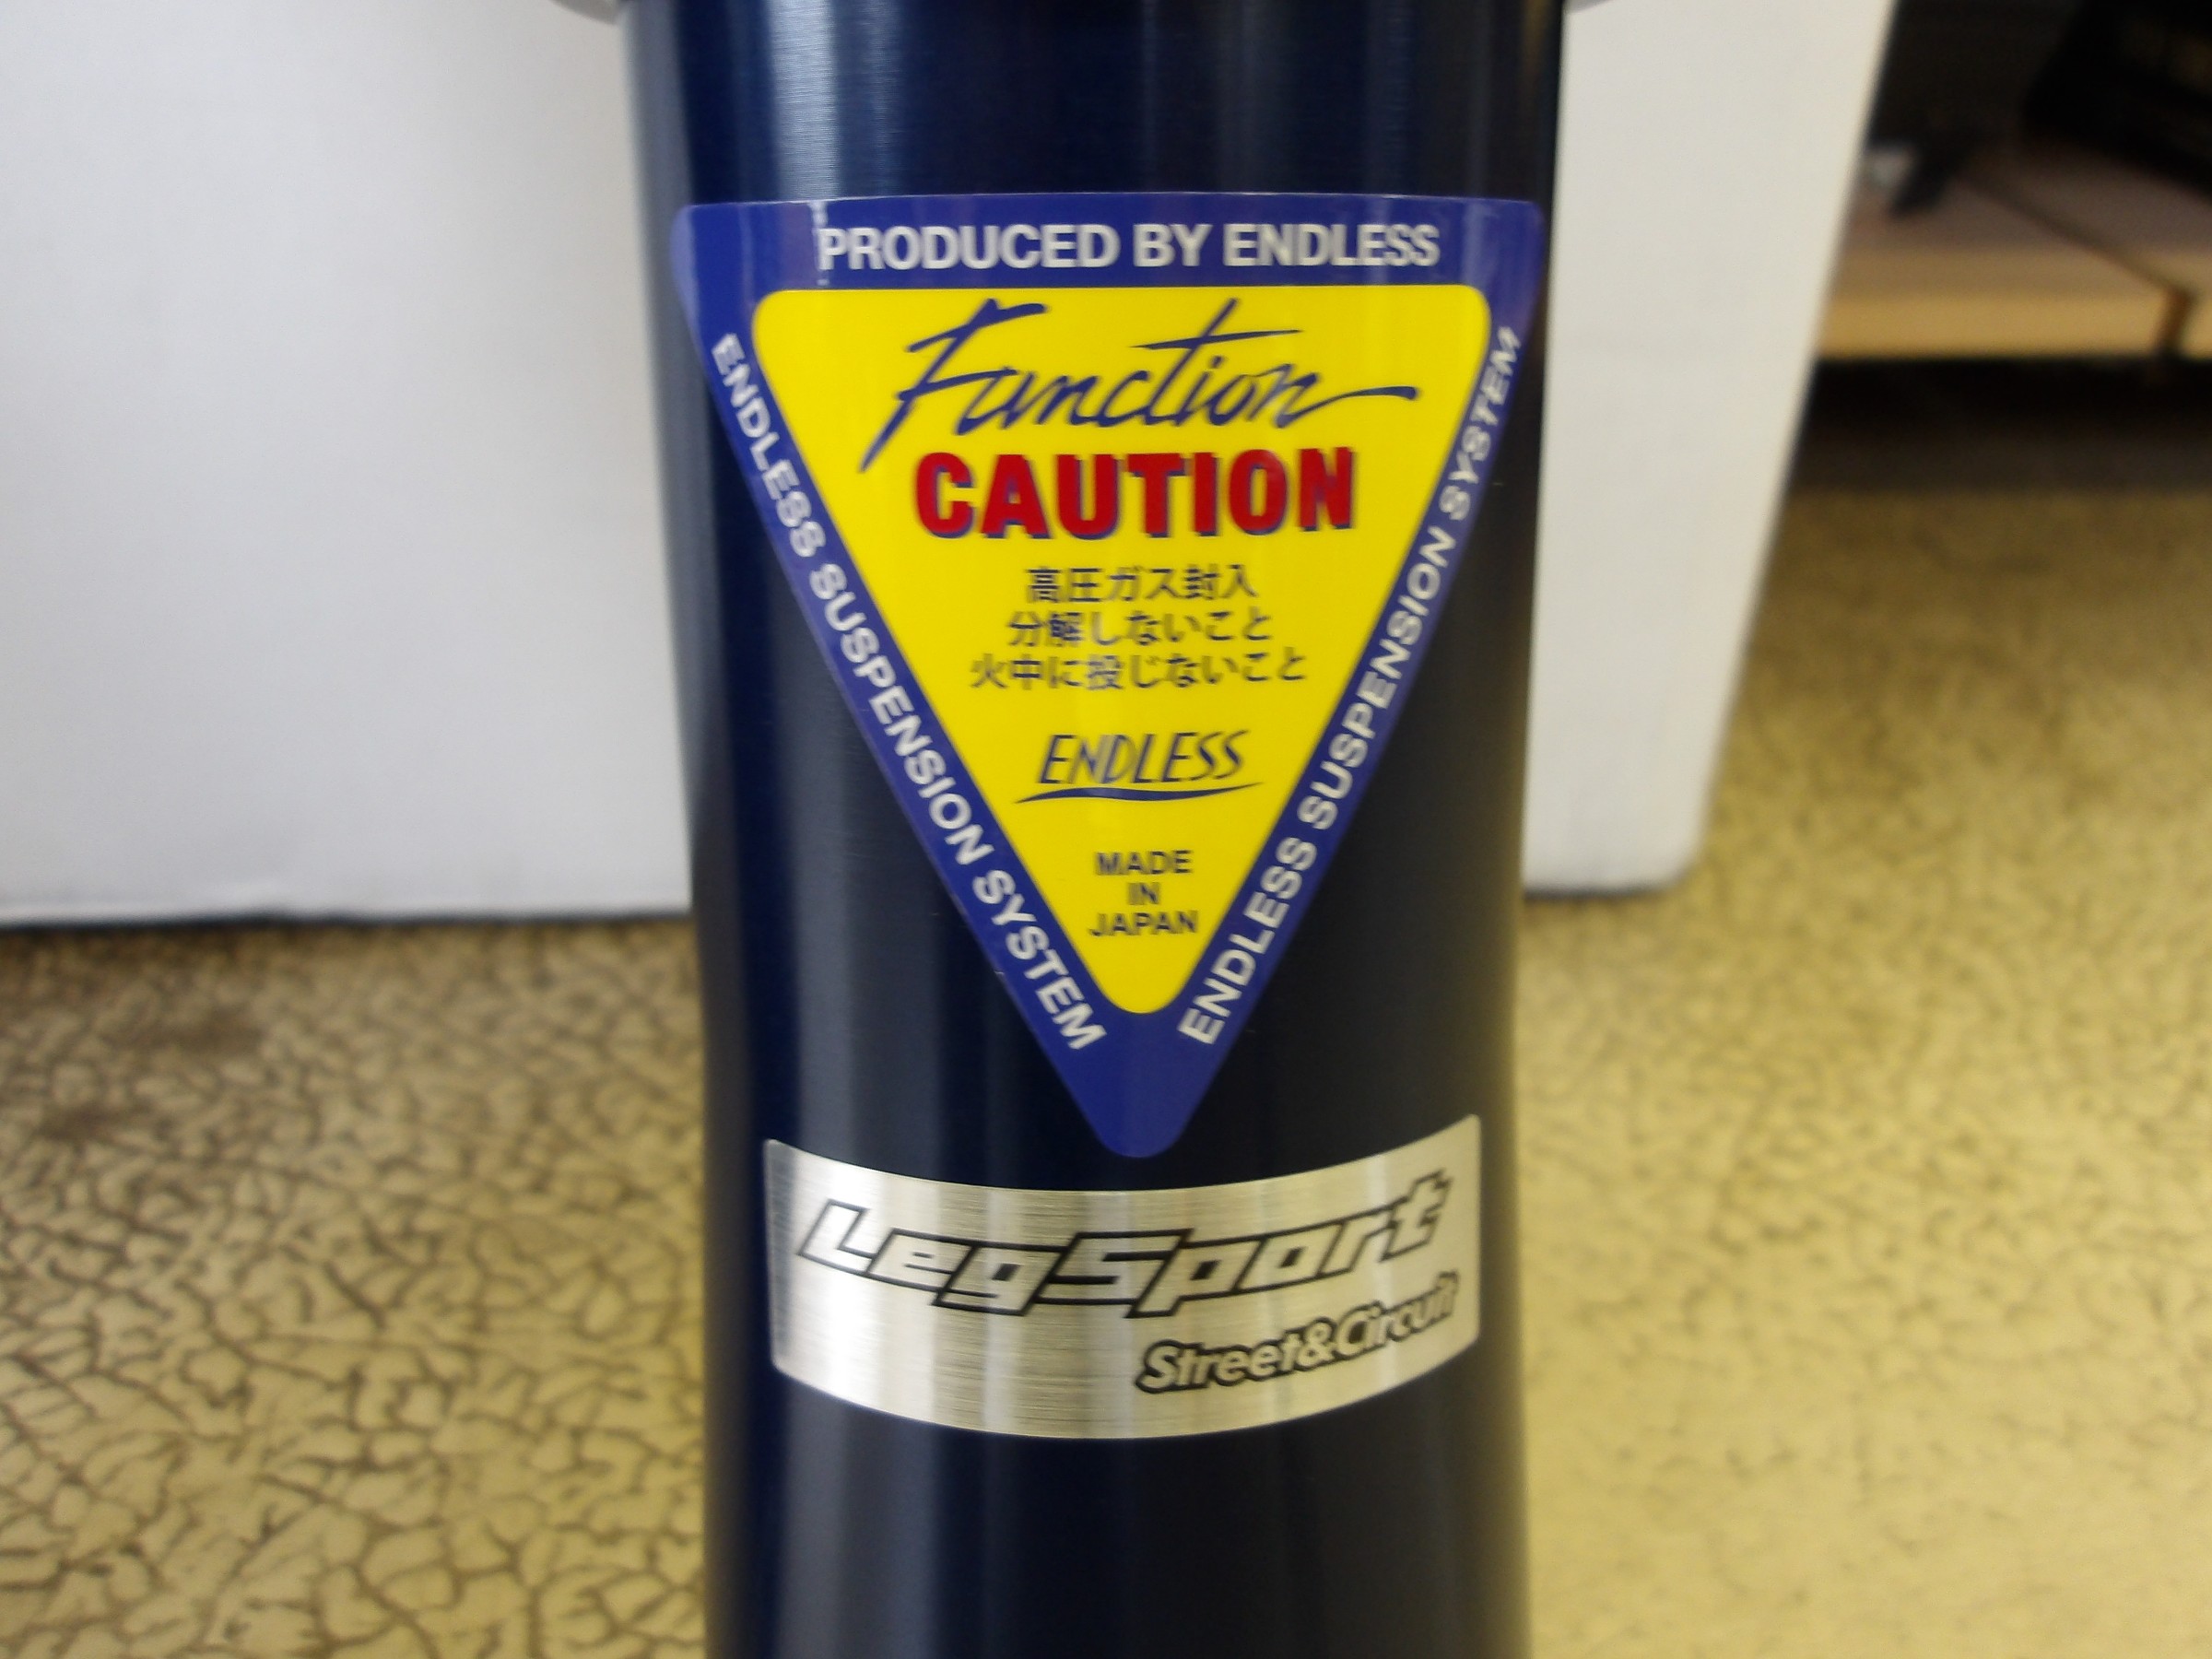 PRODUCED BY ENDLESS
ENDLESS SUSPENSION SYSTEM
ENDLESS SUSPENSION SYSTEM
Function
CAUTION
高圧ガス封入
分解しないこと
火中に投じないこと
ENDLESS
MADE
IN
JAPAN
LegSport
Street&Circuit